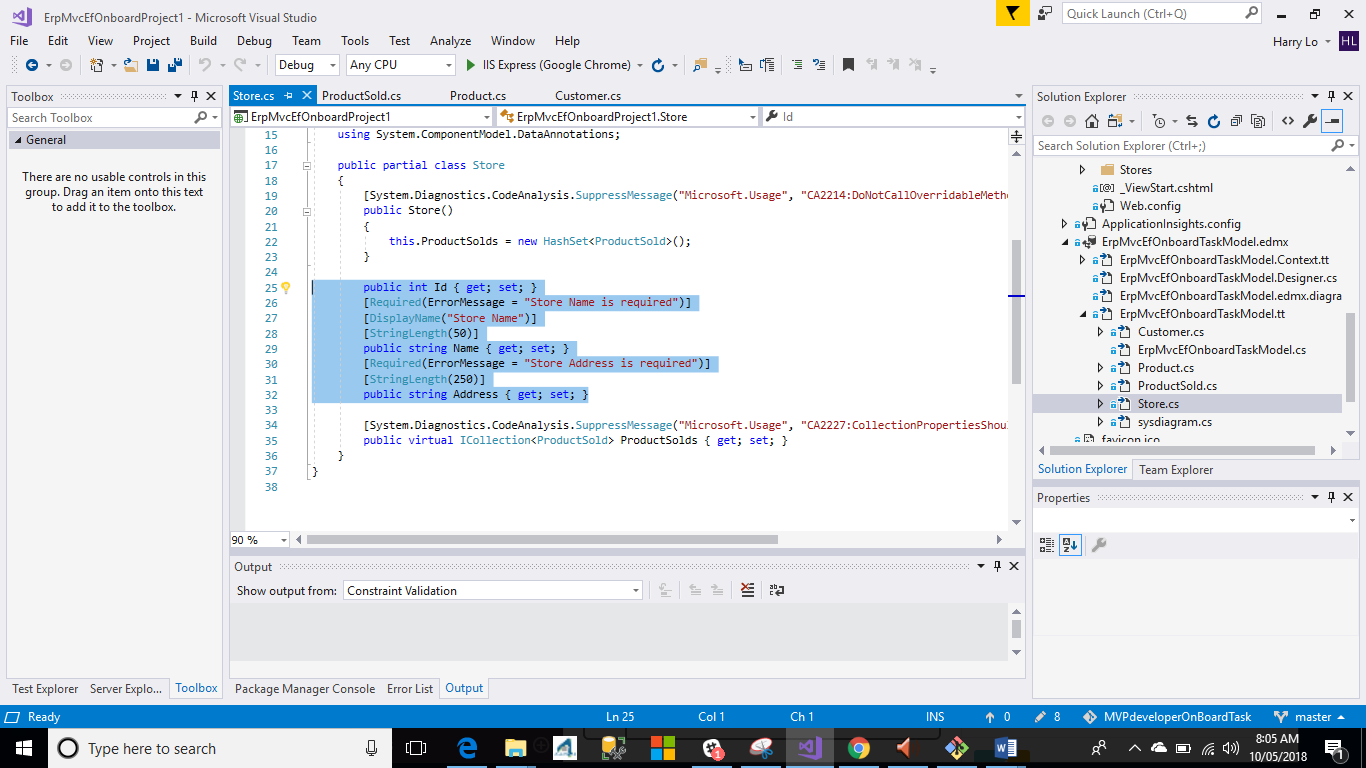 ErpMvcEfOnboardProject1 - Microsoft Visual Studio
Quick Launch (Ctrl+Q)
File Edit View Project Build Debug Team Tools Test Analyze Window Help
Harry Lo HL
Debug Any CPU IIS Express (Google Chrome)
Toolbox
Search Toolbox
General
There are no usable controls in this
group. Drag an item onto this text
to add it to the toolbox.
Test Explorer Server Explo... Toolbox
Store.cs ProductSold.cs Product.cs Customer.cs
ErpMvcEfOnboardProject1 ErpMvcEfOnboardProject1.Store Id
15 using System.ComponentModel.DataAnnotations;
16
17 public partial class Store
18 {
19 [System.Diagnostics.CodeAnalysis.SuppressMessage("Microsoft.Usage", "CA2214:DoNotCallOverridableMetho
20 public Store()
21 {
22 this.ProductSolds = new HashSet<ProductSold>();
23 }
24
25 public int Id { get; set; }
26 [Required(ErrorMessage = "Store Name is required")]
27 [DisplayName("Store Name")]
28 [StringLength(50)]
29 public string Name { get; set; }
30 [Required(ErrorMessage = "Store Address is required")]
31 [StringLength(250)]
32 public string Address { get; set; }
33
34 [System.Diagnostics.CodeAnalysis.SuppressMessage("Microsoft.Usage", "CA2227:CollectionPropertiesShou
35 public virtual ICollection<ProductSold> ProductSolds { get; set; }
36 }
37 }
38
90 %
Output
Show output from: Constraint Validation
Package Manager Console Error List Output
Solution Explorer
Search Solution Explorer (Ctrl+;)
Stores
_ViewStart.cshtml
Web.config
ApplicationInsights.config
ErpMvcEfOnboardTaskModel.edmx
ErpMvcEfOnboardTaskModel.Context.tt
ErpMvcEfOnboardTaskModel.Designer.cs
ErpMvcEfOnboardTaskModel.edmx.diagra
ErpMvcEfOnboardTaskModel.tt
Customer.cs
ErpMvcEfOnboardTaskModel.cs
Product.cs
ProductSold.cs
Store.cs
sysdiagram.cs
favicon.ico
Solution Explorer Team Explorer
Properties
Ready Ln 25 Col 1 Ch 1 INS 0 8 MVPdeveloperOnBoardTask master
Type here to search
8:05 AM
10/05/2018
1
1